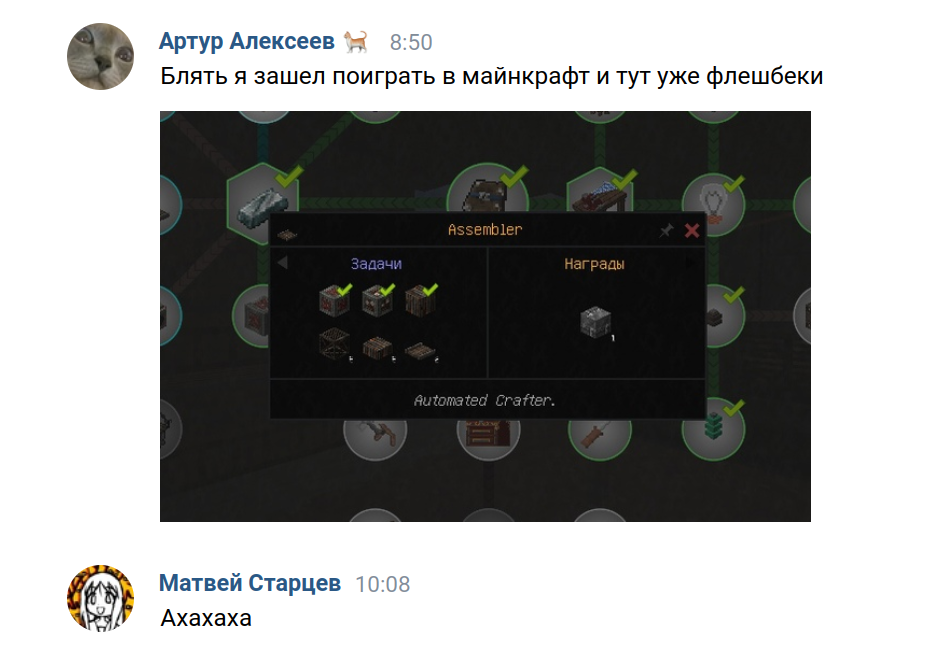 Артур Алексеев 8:50
Блять я зашел поиграть в майнкрафт и тут уже флешбеки
Assembler
Задачи
Награды
1
Automated Crafter.
Матвей Старцев 10:08
Ахахаха